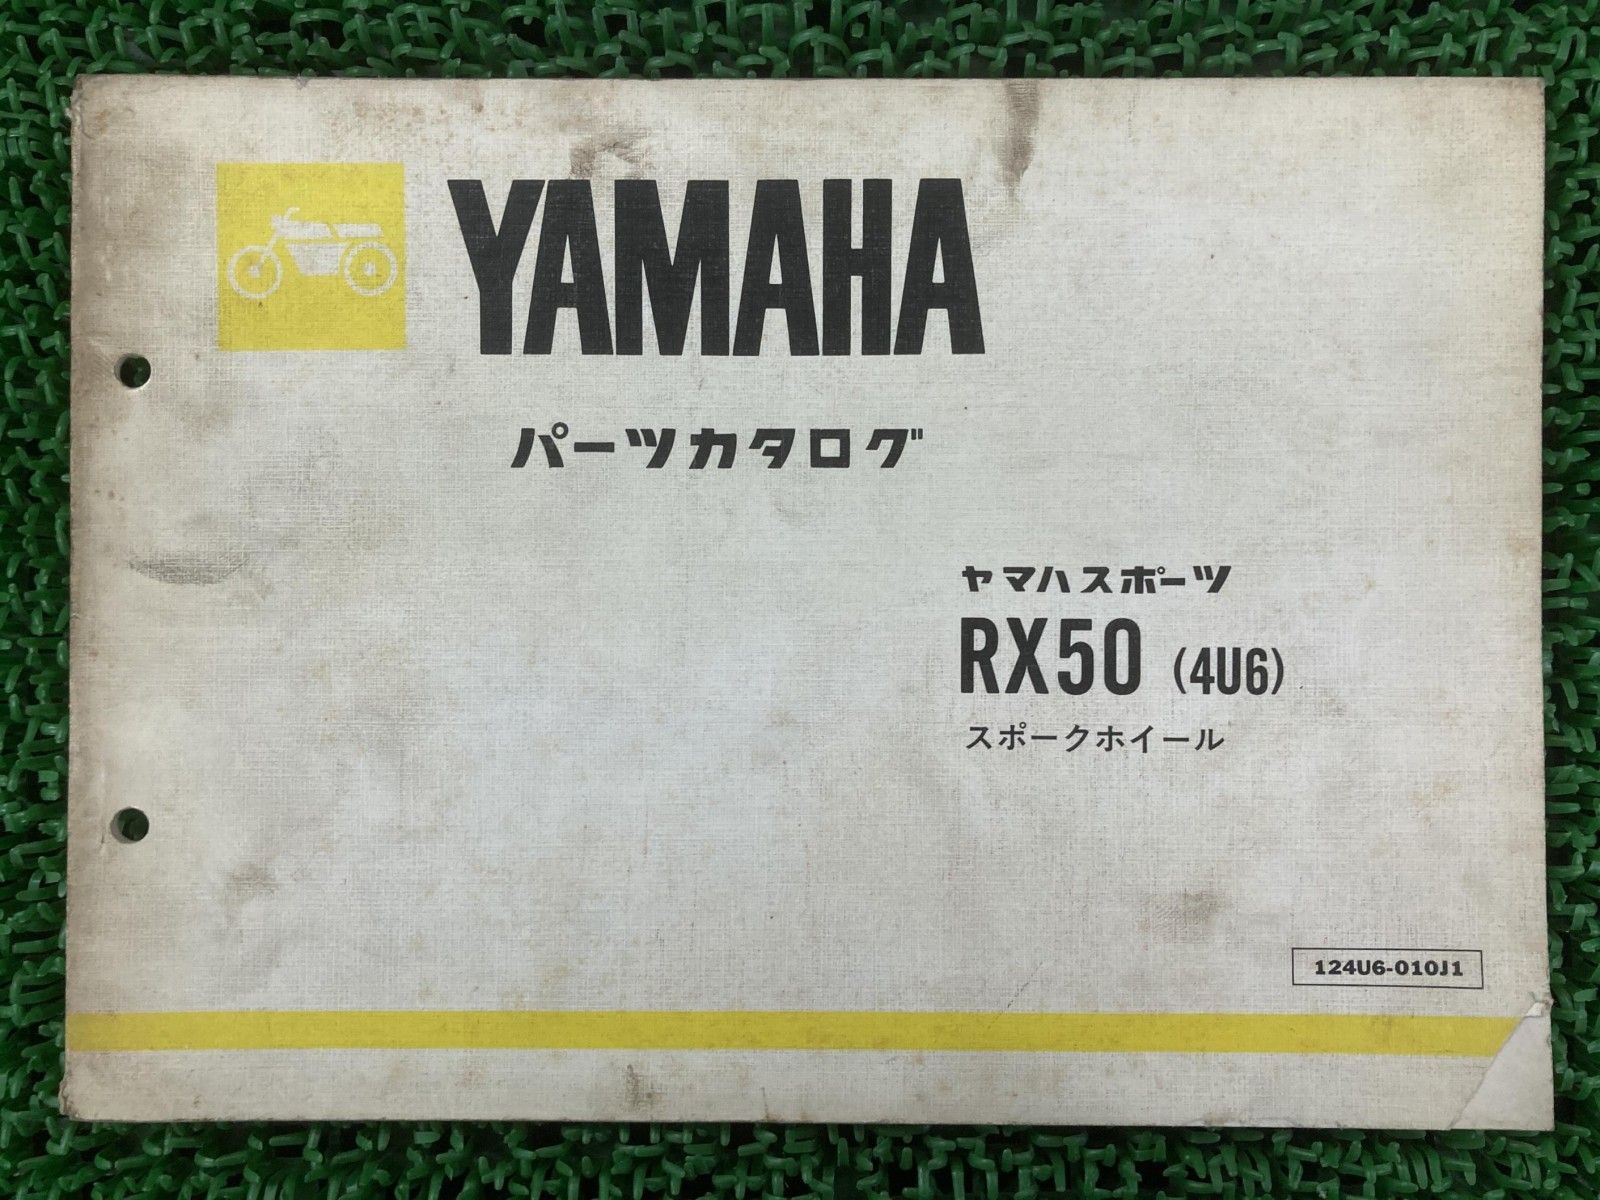 YAMAHA
パーツカタログ
ヤマハスポーツ
RX50 (4U6)
スポークホイール
124U6-010J1